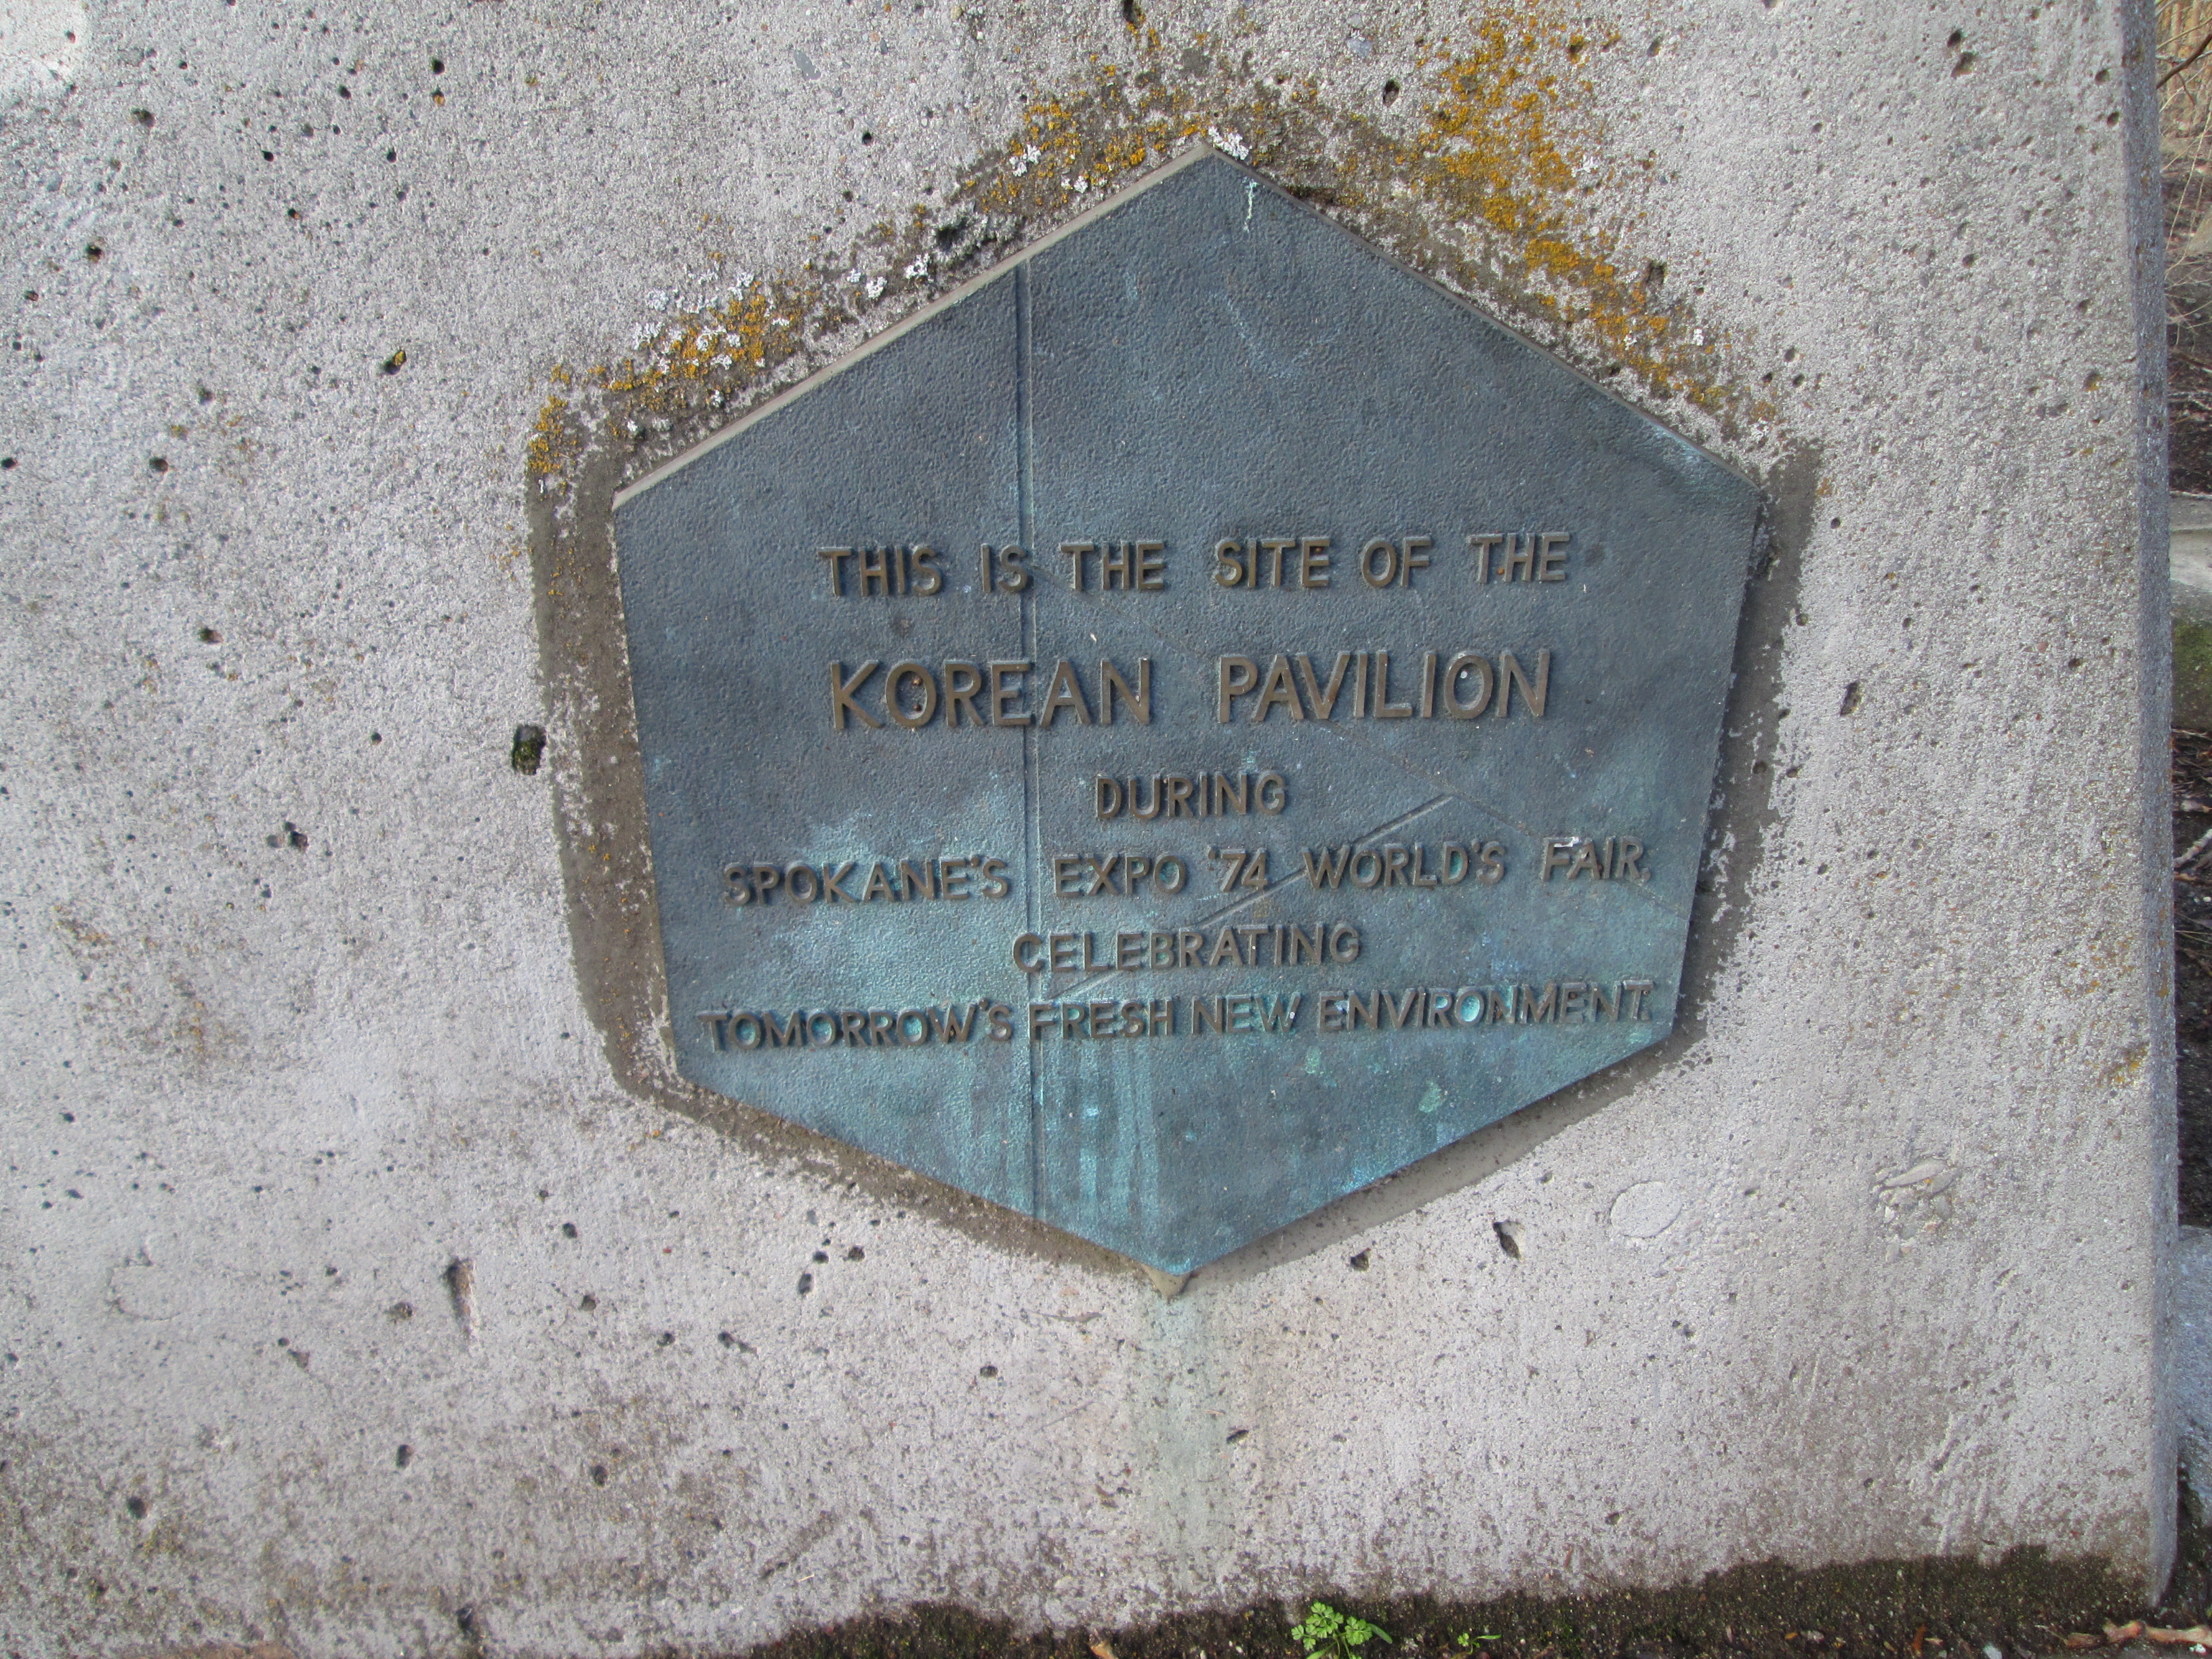 THIS IS THE SITE OF THE
KOREAN PAVILION
DURING
SPOKANE'S EXPO '74 WORLD'S FAIR,
CELEBRATING
TOMORROW'S FRESH NEW ENVIRONMENT.